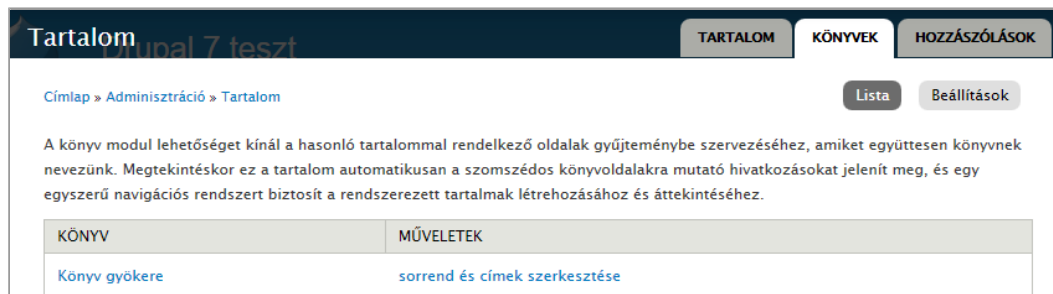 Tartalom
Drupal 7 teszt
TARTALOM KÖNYVEK HOZZÁSZÓLÁSOK
Címlap » Adminisztráció » Tartalom
Lista Beállítások
A könyv modul lehetőséget kínál a hasonló tartalommal rendelkező oldalak gyűjteménybe szervezéséhez, amiket együttesen könyvnek
nevezünk. Megtekintéskor ez a tartalom automatikusan a szomszédos könyvoldalakra mutató hivatkozásokat jelenít meg, és egy
egyszerű navigációs rendszert biztosít a rendszerezett tartalmak létrehozásához és áttekintéséhez.
KÖNYV MŰVELETEK
Könyv gyökere sorrend és címek szerkesztése